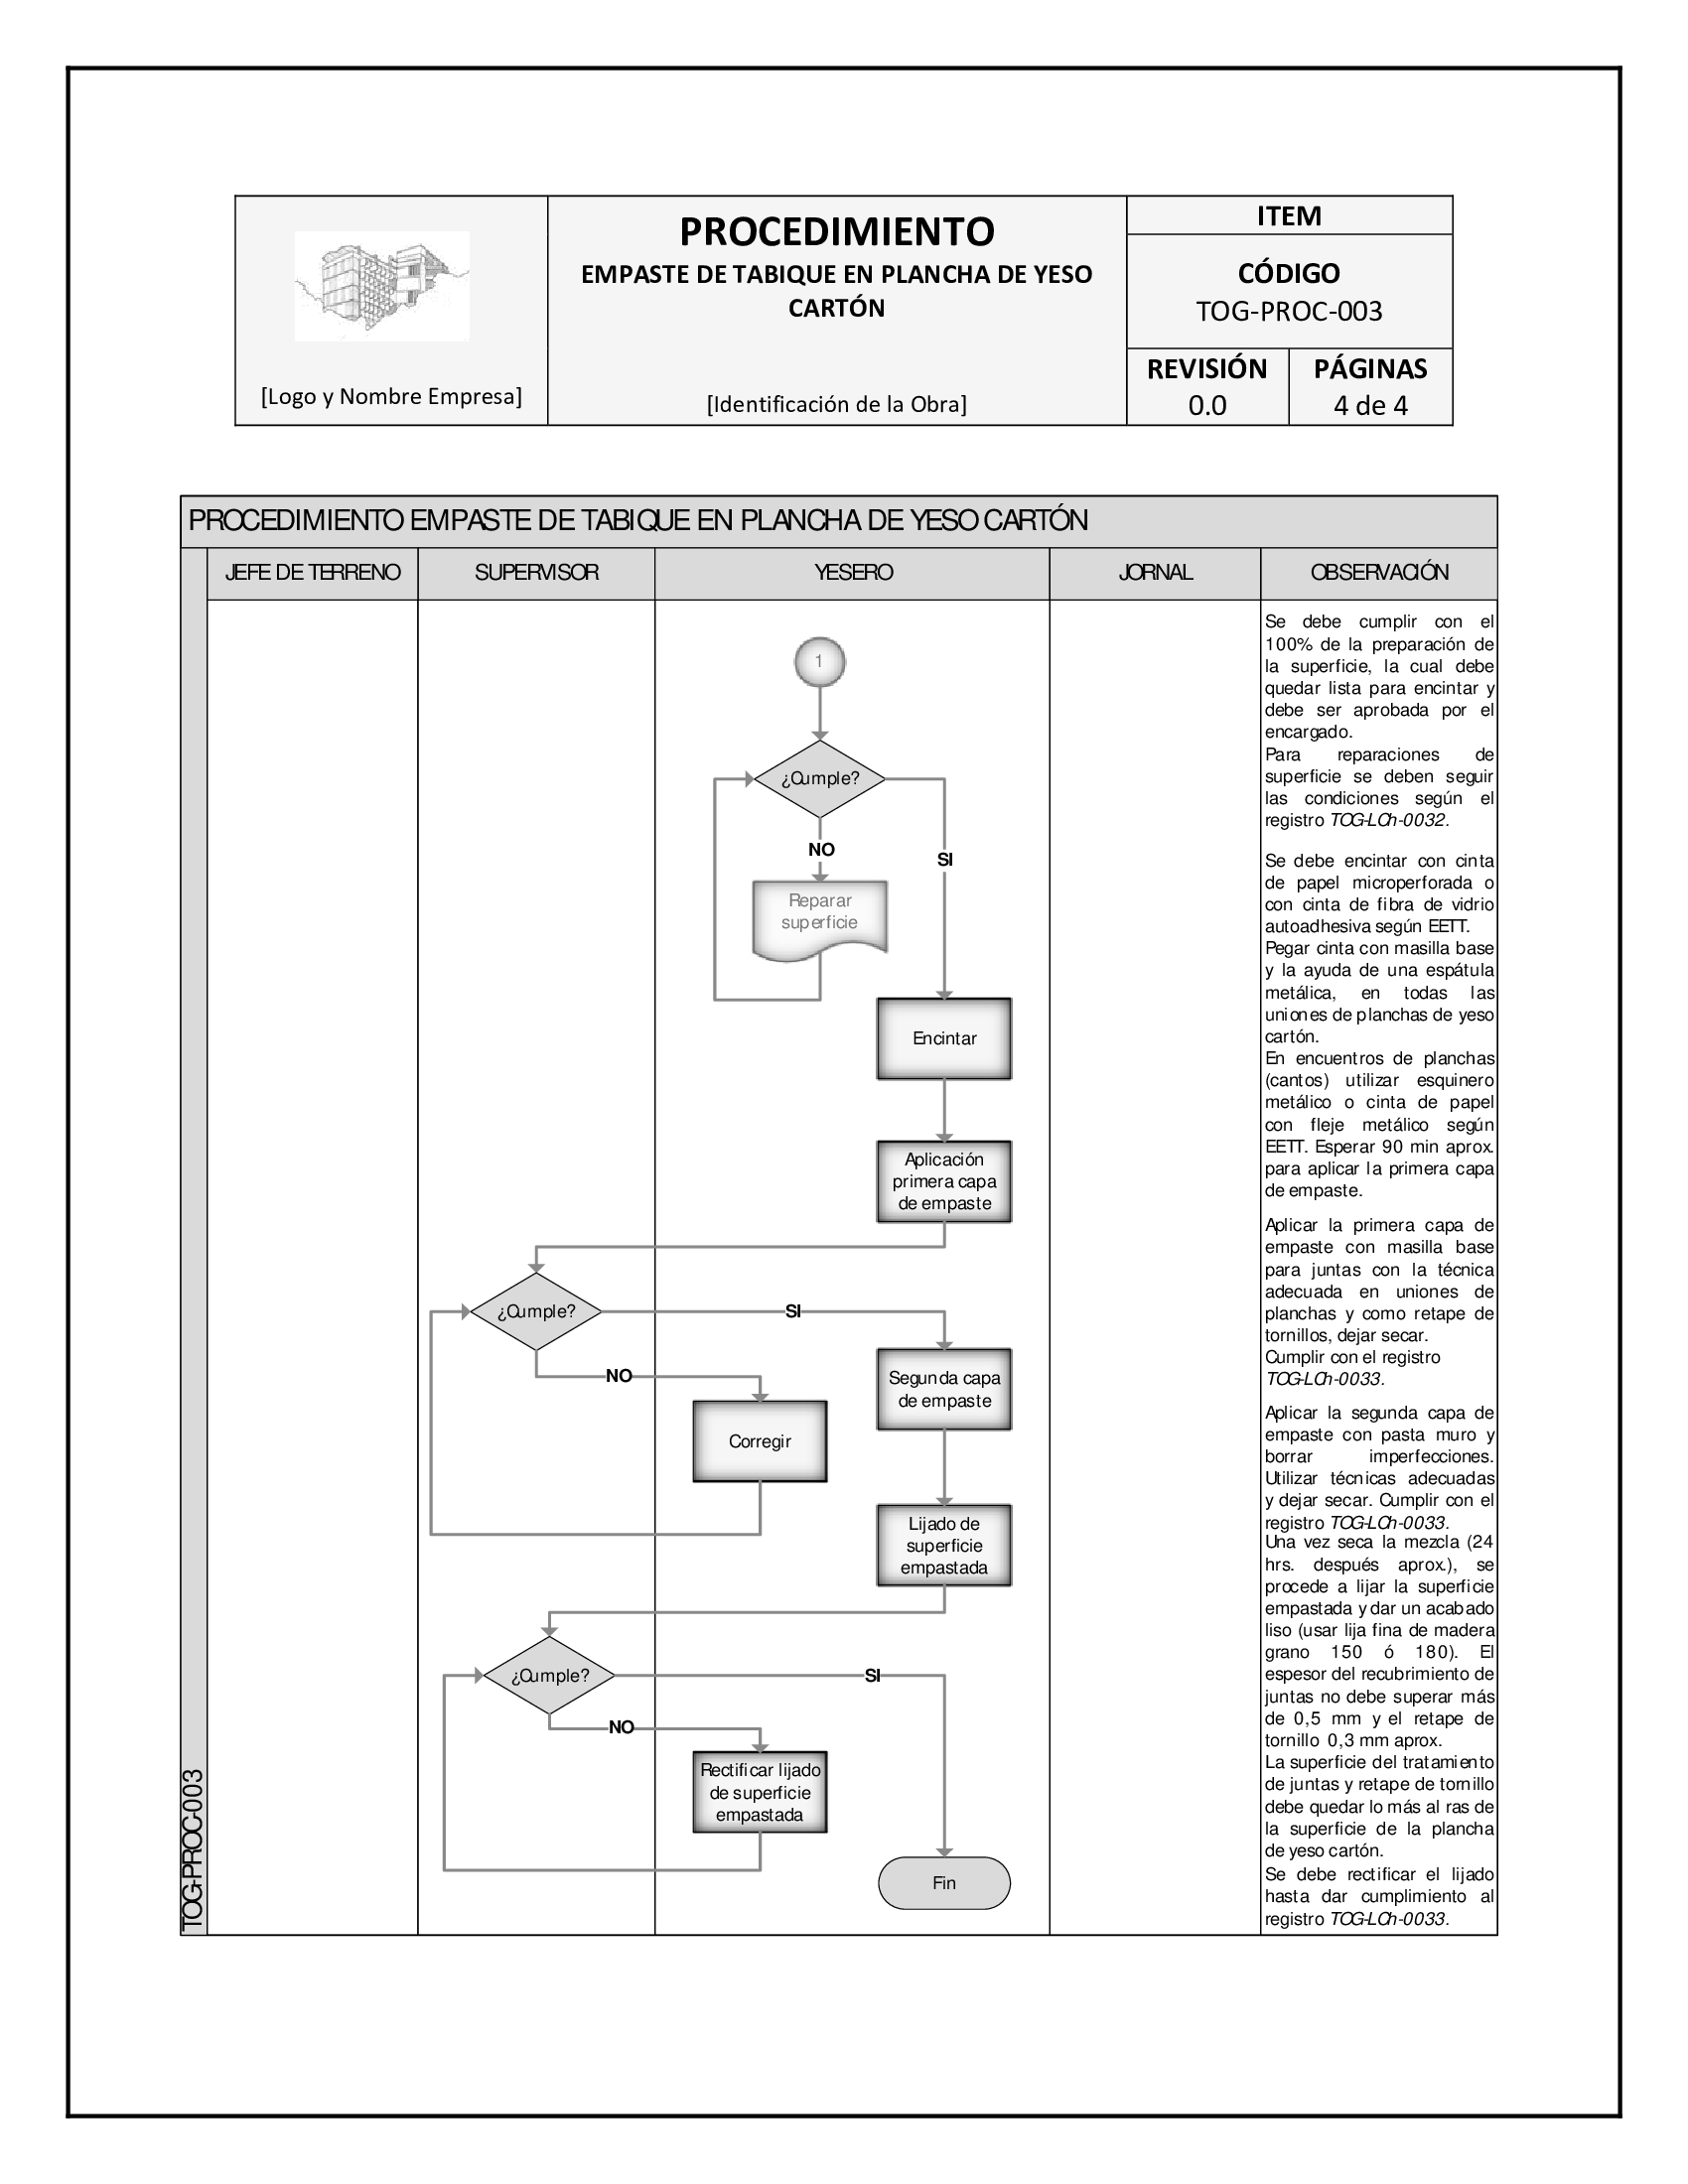 PROCEDIMIENTO
EMPASTE DE TABIQUE EN PLANCHA DE YESO
CARTÓN
[Logo y Nombre Empresa]
[Identificación de la Obra]
ITEM
CÓDIGO
TOG-PROC-003
REVISIÓN
0.0
PÁGINAS
4 de 4
PROCEDIMIENTO EMPASTE DE TABIQUE EN PLANCHA DE YESO CARTÓN
JEFE DE TERRENO
SUPERVISOR
YESERO
JORNAL
OBSERVACIÓN
TOG-PROC-003
1
¿Cumple?
NO
SI
Reparar
superficie
Encintar
Aplicación
primera capa
de empaste
¿Cumple?
SI
NO
Segunda capa
de empaste
Corregir
Lijado de
superficie
empastada
¿Cumple?
SI
NO
Rectificar lijado
de superficie
empastada
Fin
Se debe cumplir con el
100% de la preparación de
la superficie, la cual debe
quedar lista para encintar y
debe ser aprobada por el
encargado.
Para reparaciones de
superficie se deben seguir
las condiciones según el
registro TOG-LCh-0032.
Se debe encintar con cinta
de papel microperforada o
con cinta de fibra de vidrio
autoadhesiva según EETT.
Pegar cinta con masilla base
y la ayuda de una espátula
metálica, en todas las
uniones de planchas de yeso
cartón.
En encuentros de planchas
(cantos) utilizar esquinero
metálico o cinta de papel
con fleje metálico según
EETT. Esperar 90 min aprox.
para aplicar la primera capa
de empaste.
Aplicar la primera capa de
empaste con masilla base
para juntas con la técnica
adecuada en uniones de
planchas y como retape de
tornillos, dejar secar.
Cumplir con el registro
TOG-LCh-0033.
Aplicar la segunda capa de
empaste con pasta muro y
borrar imperfecciones.
Utilizar técnicas adecuadas
y dejar secar. Cumplir con el
registro TOG-LCh-0033.
Una vez seca la mezcla (24
hrs. después aprox.), se
procede a lijar la superficie
empastada y dar un acabado
liso (usar lija fina de madera
grano 150 ó 180). El
espesor del recubrimiento de
juntas no debe superar más
de 0,5 mm y el retape de
tornillo 0,3 mm aprox.
La superficie del tratamiento
de juntas y retape de tornillo
debe quedar lo más al ras de
la superficie de la plancha
de yeso cartón.
Se debe rectificar el lijado
hasta dar cumplimiento al
registro TOG-LCh-0033.